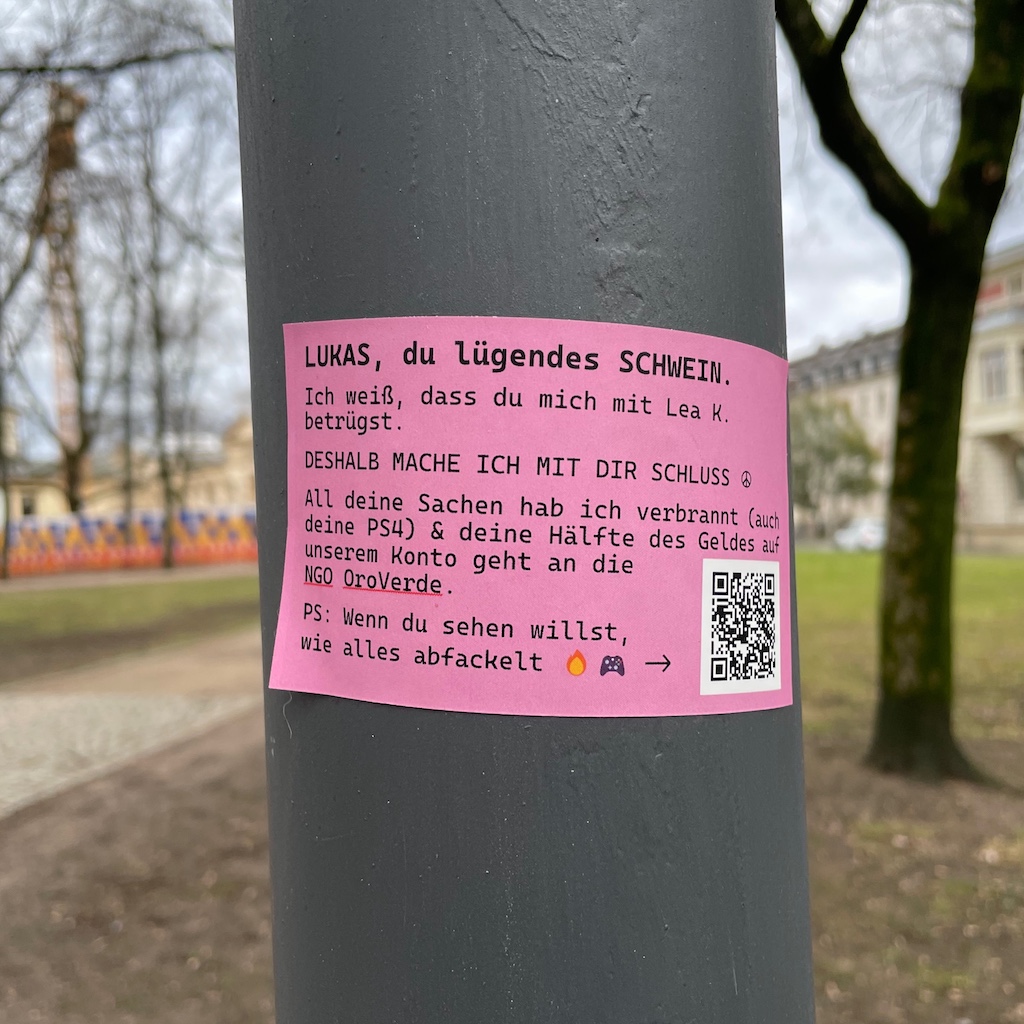 LUKAS, du lügendes SCHWEIN.
Ich weiß, dass du mich mit Lea K.
betrügst.
DESHALB MACHE ICH MIT DIR SCHLUSS ☮
All deine Sachen hab ich verbrannt (auch
deine PS4) & deine Hälfte des Geldes auf
unserem Konto geht an die
NGO OroVerde.
PS: Wenn du sehen willst,
wie alles abfackelt 🔥 🎮 →